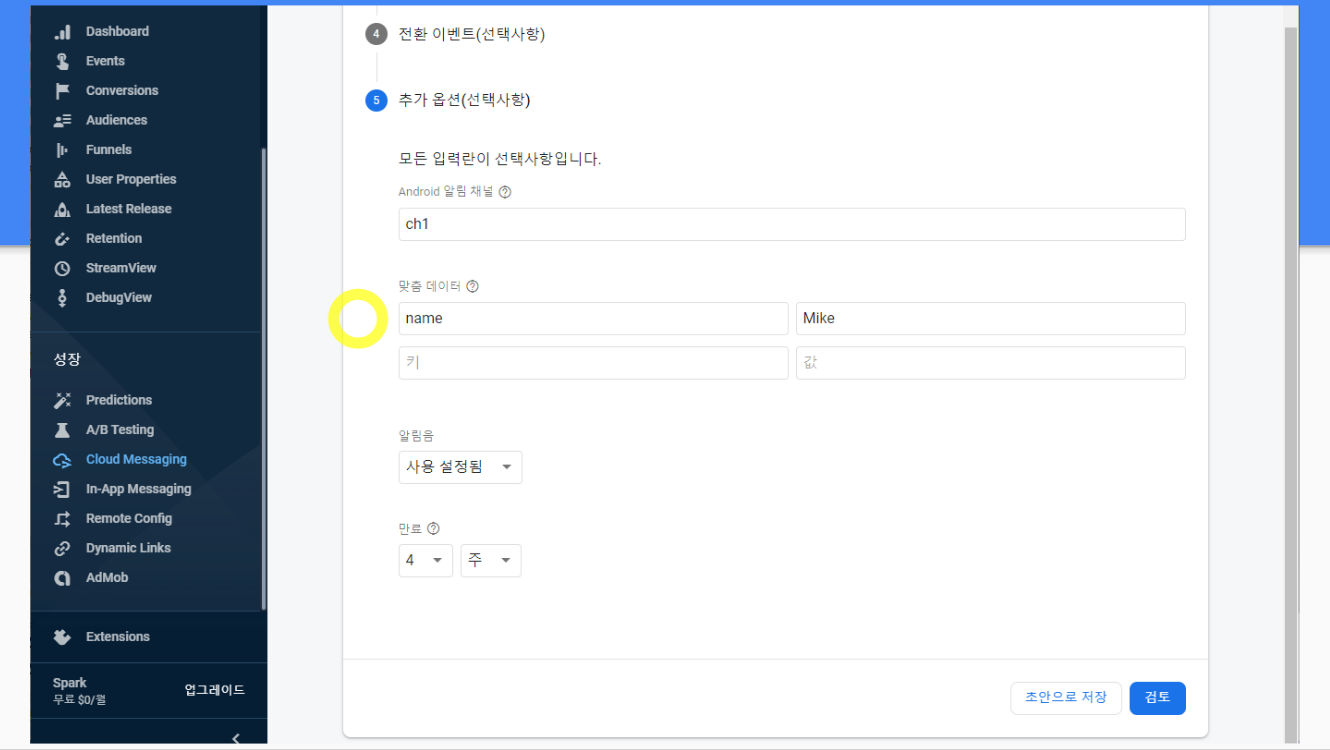 Dashboard
Events
Conversions
Audiences
Funnels
User Properties
Latest Release
Retention
StreamView
DebugView
성장
Predictions
A/B Testing
Cloud Messaging
In-App Messaging
Remote Config
Dynamic Links
AdMob
Extensions
Spark
무료 $0/월
업그레이드
4 전환 이벤트(선택사항)
5 추가 옵션(선택사항)
모든 입력란이 선택사항입니다.
Android 알림 채널
ch1
맞춤 데이터
name Mike
키 값
알림음
사용 설정됨
만료
4 주
초안으로 저장 검토